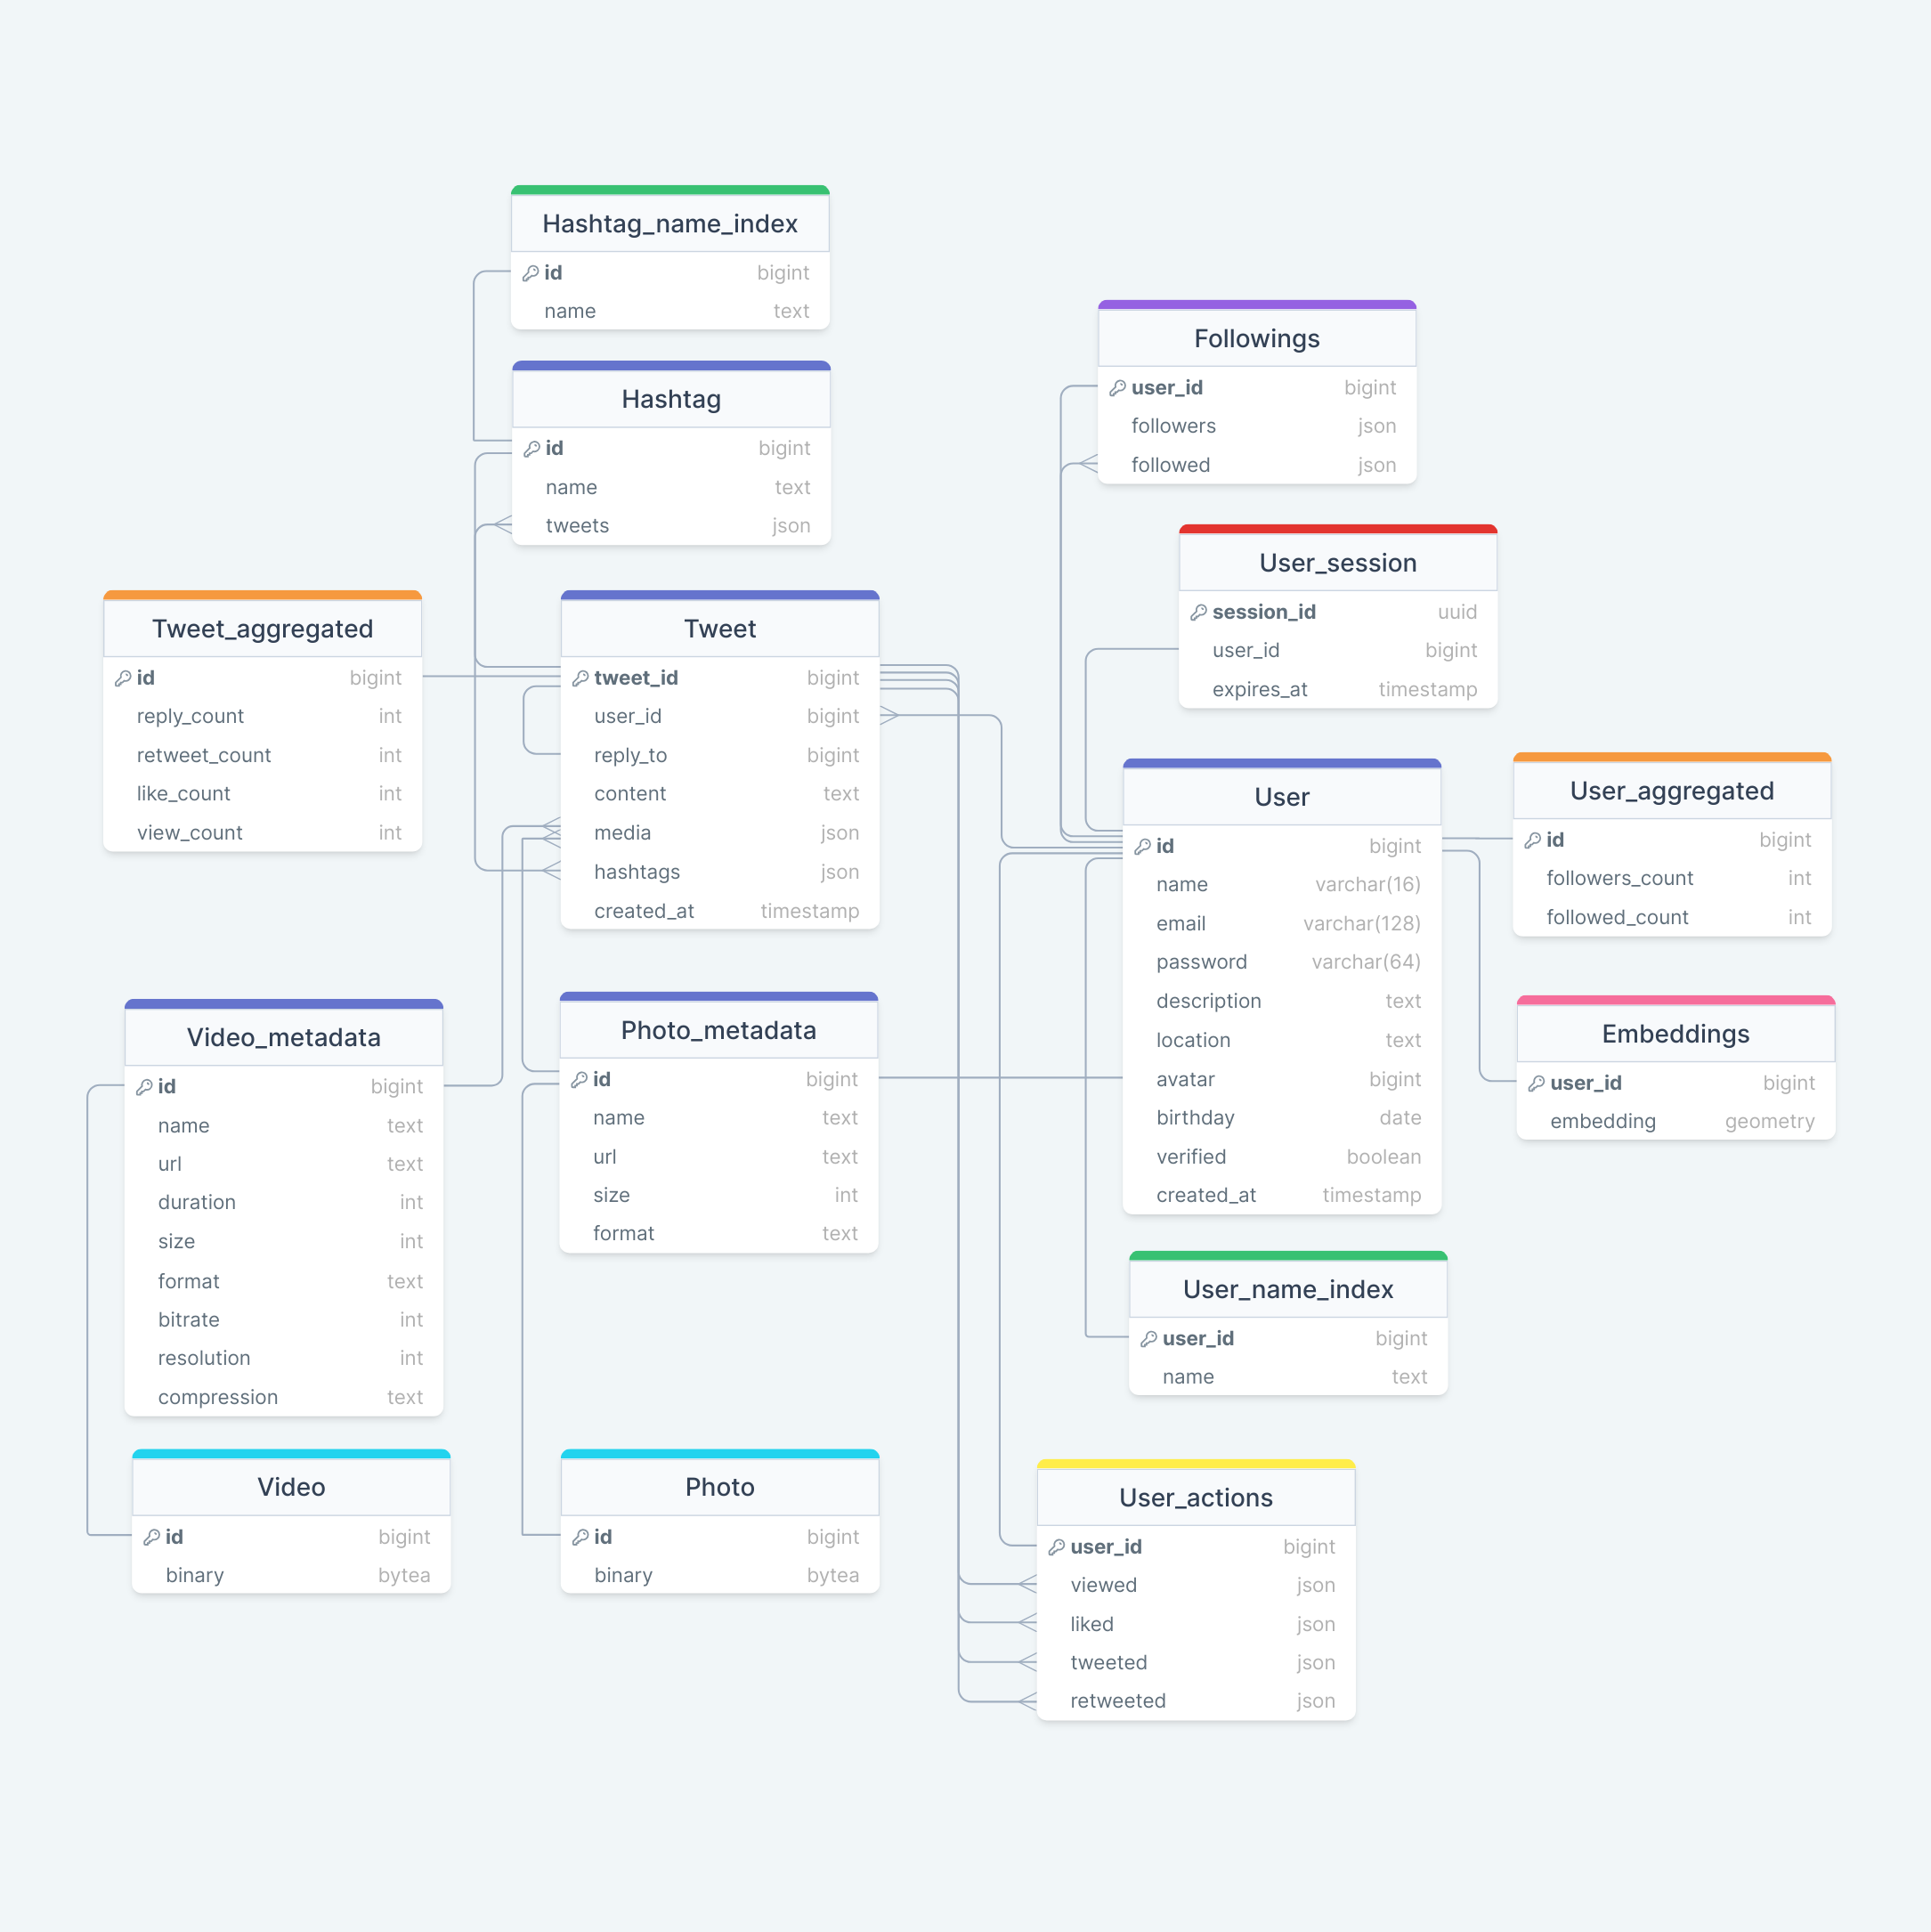 Hashtag_name_index
id bigint
name text
Hashtag
id bigint
name text
tweets json
Followings
user_id bigint
followers json
followed json
User_session
session_id uuid
user_id bigint
expires_at timestamp
Tweet_aggregated
id bigint
reply_count int
retweet_count int
like_count int
view_count int
Tweet
tweet_id bigint
user_id bigint
reply_to bigint
content text
media json
hashtags json
created_at timestamp
User
id bigint
name varchar(16)
email varchar(128)
password varchar(64)
description text
location text
avatar bigint
birthday date
verified boolean
created_at timestamp
User_aggregated
id bigint
followers_count int
followed_count int
Video_metadata
id bigint
name text
url text
duration int
size int
format text
bitrate int
resolution int
compression text
Photo_metadata
id bigint
name text
url text
size int
format text
Embeddings
user_id bigint
embedding geometry
User_name_index
user_id bigint
name text
Video
id bigint
binary bytea
Photo
id bigint
binary bytea
User_actions
user_id bigint
viewed json
liked json
tweeted json
retweeted json